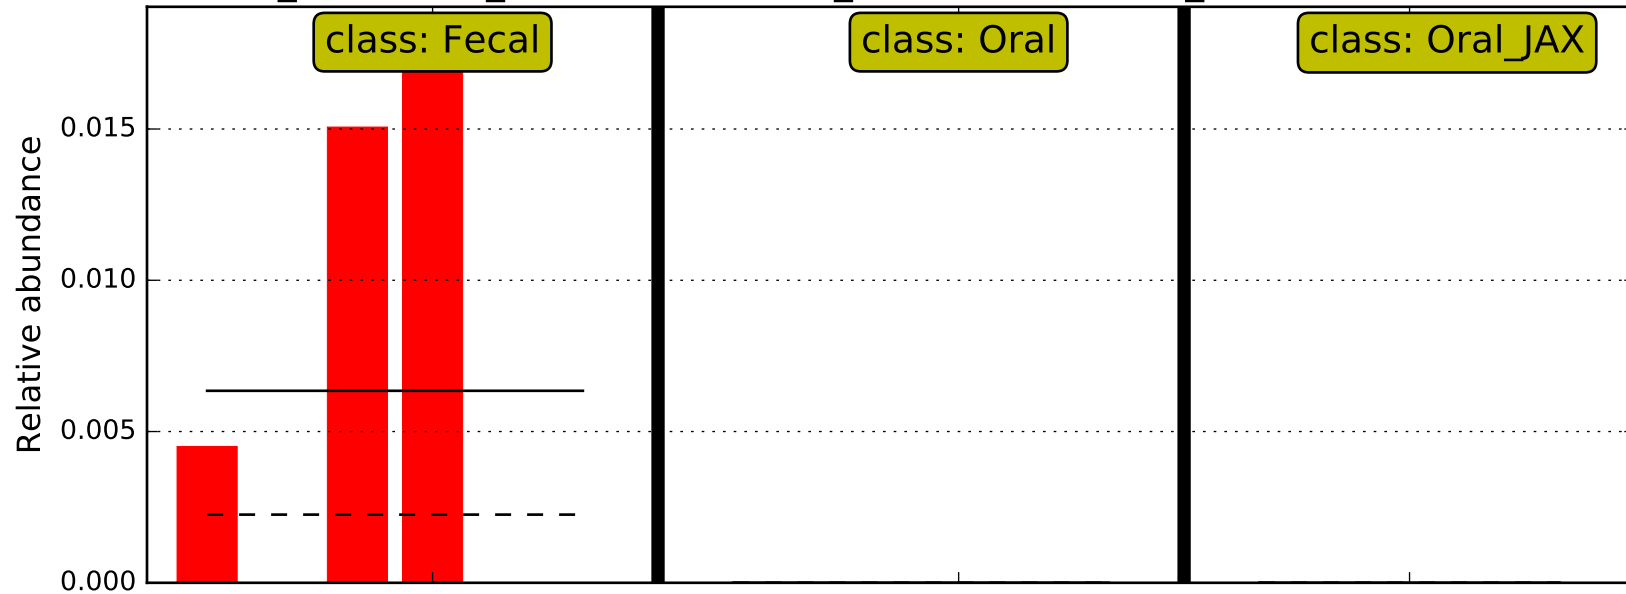 class: Fecal
class: Oral
class: Oral_JAX
Relative abundance
0.015
0.010
0.005
0.000